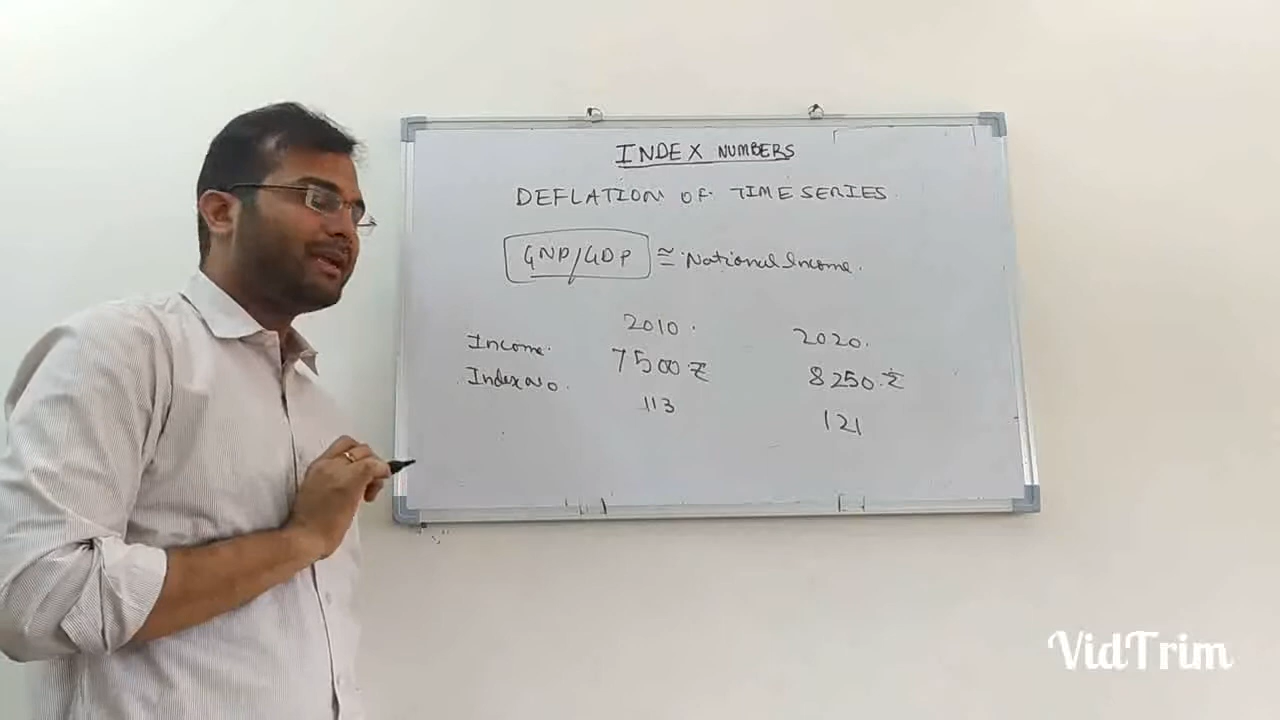 INDEX NUMBERS
DEFLATION OF TIME SERIES
GNP/GDP ≅ National Income.
2010. 2020.
Income. 7500 ₹ 8250 ₹
Index No. 113 121
VidTrim